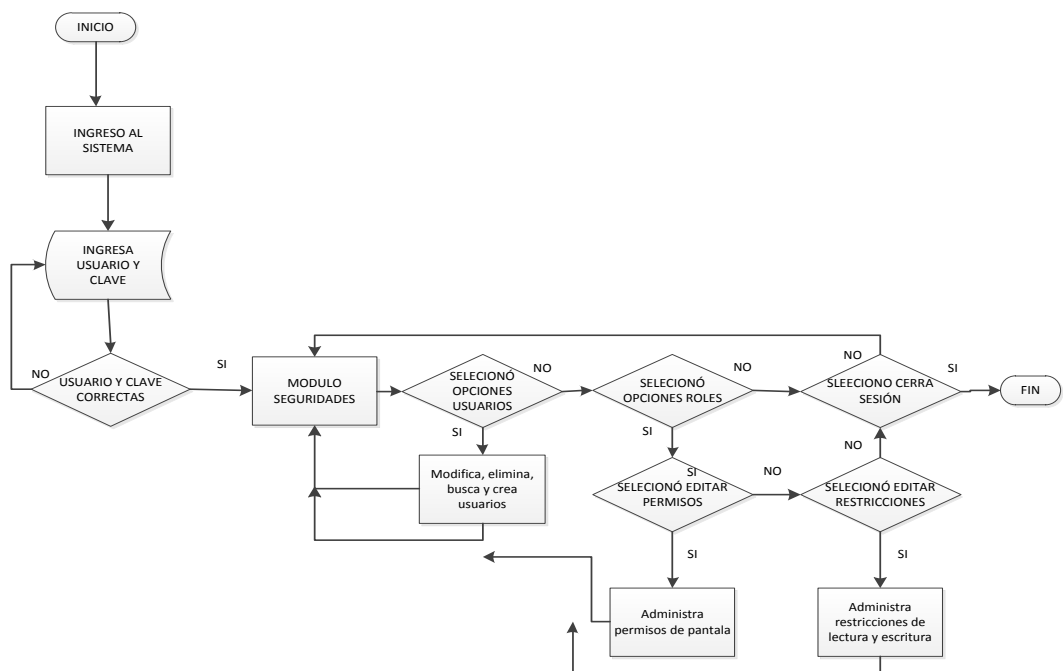 INICIO
INGRESO AL
SISTEMA
INGRESA
USUARIO Y
CLAVE
NO
USUARIO Y CLAVE
CORRECTAS
SI
MODULO
SEGURIDADES
SELECIONÓ
OPCIONES
USUARIOS
NO
SI
Modifica, elimina,
busca y crea
usuarios
SELECIONÓ
OPCIONES ROLES
NO
SI
SI
SELECIONÓ EDITAR
PERMISOS
NO
SI
Administra
permisos de pantala
NO
SLEECIONO CERRA
SESIÓN
SI
FIN
NO
SELECIONÓ EDITAR
RESTRICCIONES
SI
Administra
restricciones de
lectura y escritura